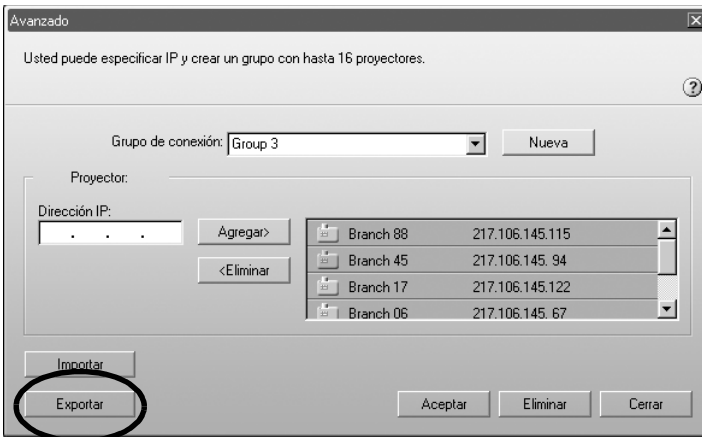 Avanzado
Usted puede especificar IP y crear un grupo con hasta 16 proyectores.
?
Grupo de conexión: Group 3 Nueva
Proyector:
Dirección IP:
. . . Agregar>
<Eliminar
Branch 88 217.106.145.115
Branch 45 217.106.145. 94
Branch 17 217.106.145.122
Branch 06 217.106.145. 67
Importar
Exportar Aceptar Eliminar Cerrar